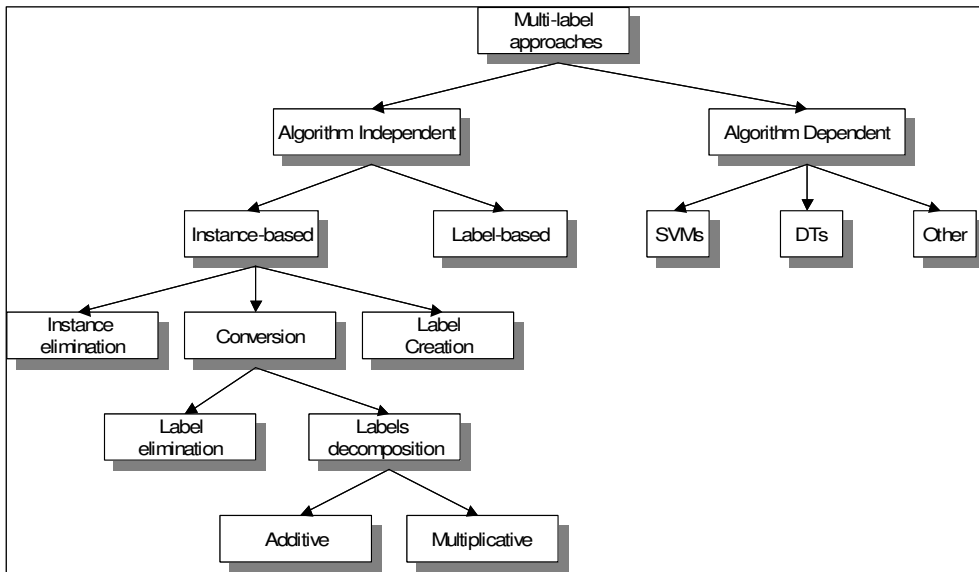 Multi-label
approaches
Algorithm Independent
Algorithm Dependent
Instance-based
Label-based
SVMs
DTs
Other
Instance
elimination
Conversion
Label
Creation
Label
elimination
Labels
decomposition
Additive
Multiplicative